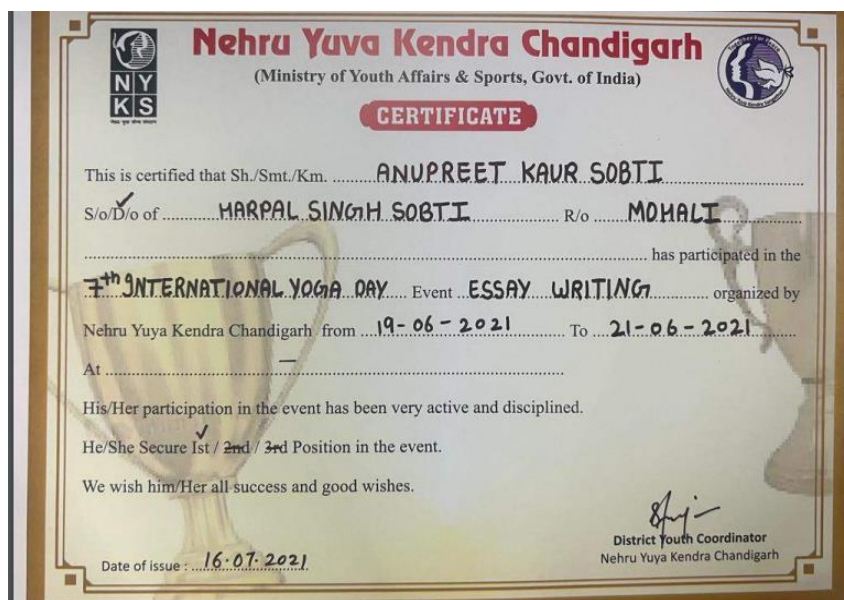 Nehru Yuva Kendra Chandigarh
(Ministry of Youth Affairs & Sports, Govt. of India)
NY
KS
CERTIFICATE
This is certified that Sh./Smt./Km. ANUPREET KAUR SOBTI
S/o/D/o of HARPAL SINGH SOBTI R/o MOHALI
has participated in the
7th INTERNATIONAL YOGA DAY Event ESSAY WRITING organized by
Nehru Yuya Kendra Chandigarh from 19-06-2021 To 21-06-2021
At —
His/Her participation in the event has been very active and disciplined.
He/She Secure Ist / 2nd / 3rd Position in the event.
We wish him/Her all success and good wishes.
District Youth Coordinator
Nehru Yuya Kendra Chandigarh
Date of issue : 16.07.2021